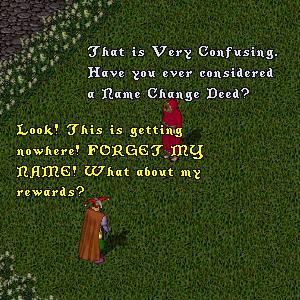 That is Very Confusing.
Have you ever considered
a Name Change Deed?
Look! This is getting
nowhere! FORGET MY
NAME! What about my
rewards?